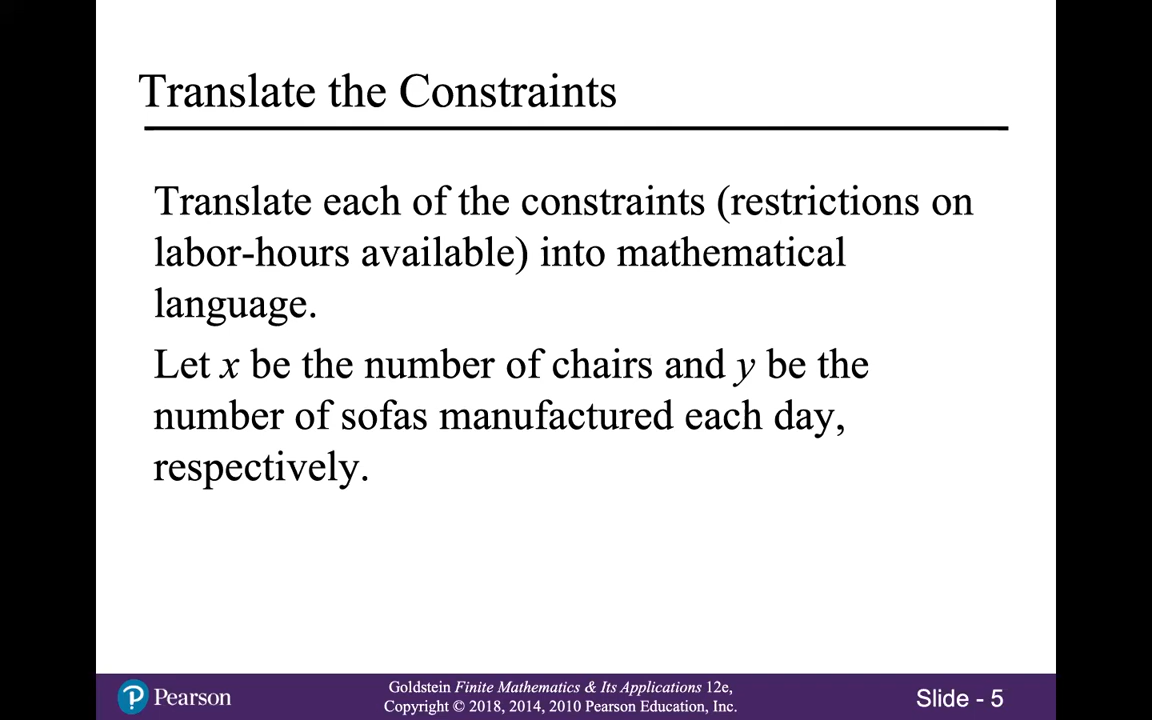 Translate the Constraints
Translate each of the constraints (restrictions on
labor-hours available) into mathematical
language.
Let x be the number of chairs and y be the
number of sofas manufactured each day,
respectively.
Pearson
Goldstein Finite Mathematics & Its Applications 12e,
Copyright © 2018, 2014, 2010 Pearson Education, Inc.
Slide - 5